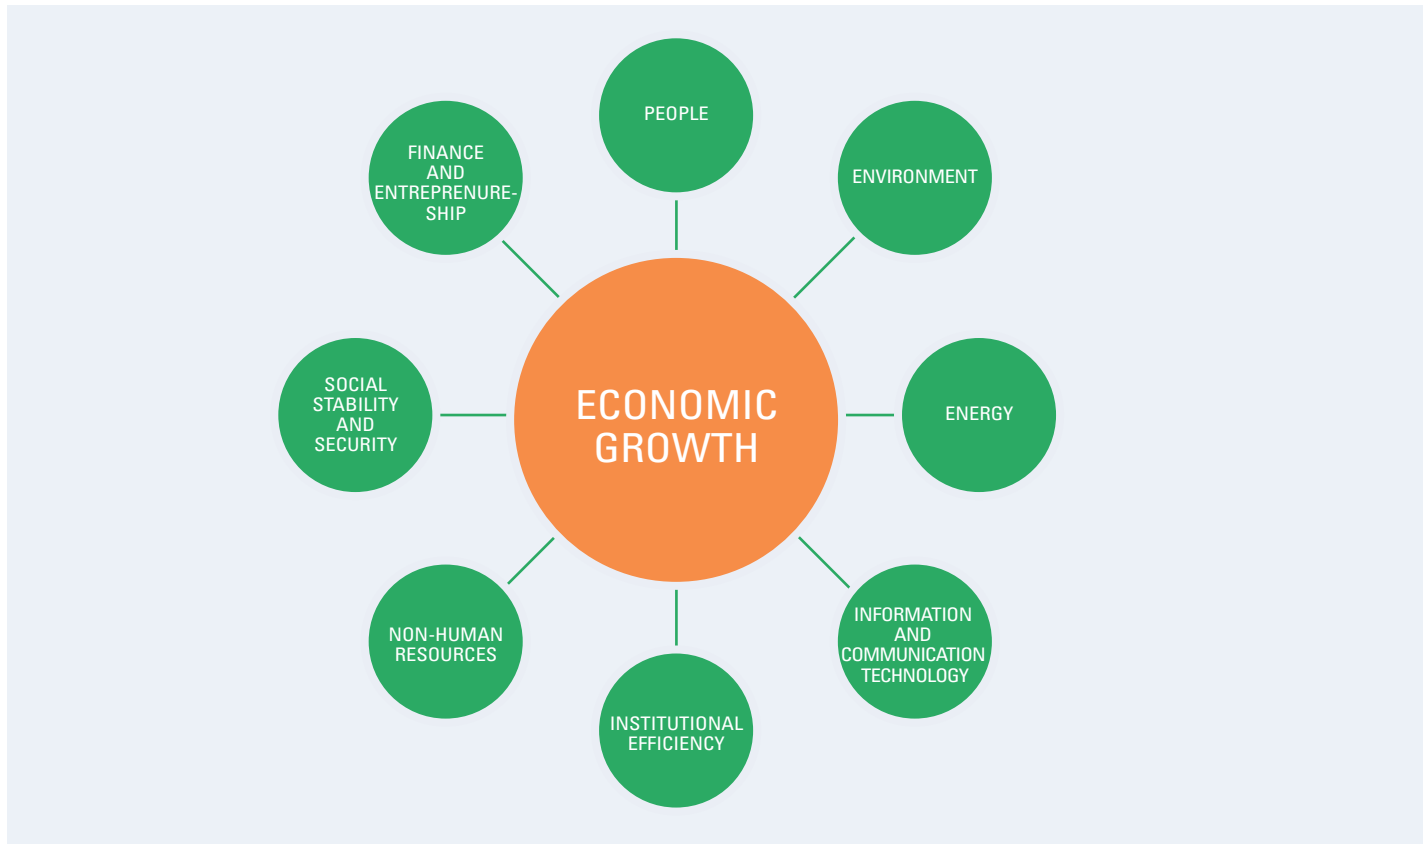 PEOPLE
ENVIRONMENT
FINANCE
AND
ENTREPRENURE-
SHIP
ECONOMIC
GROWTH
ENERGY
SOCIAL
STABILITY
AND
SECURITY
INFORMATION
AND
COMMUNICATION
TECHNOLOGY
NON-HUMAN
RESOURCES
INSTITUTIONAL
EFFICIENCY